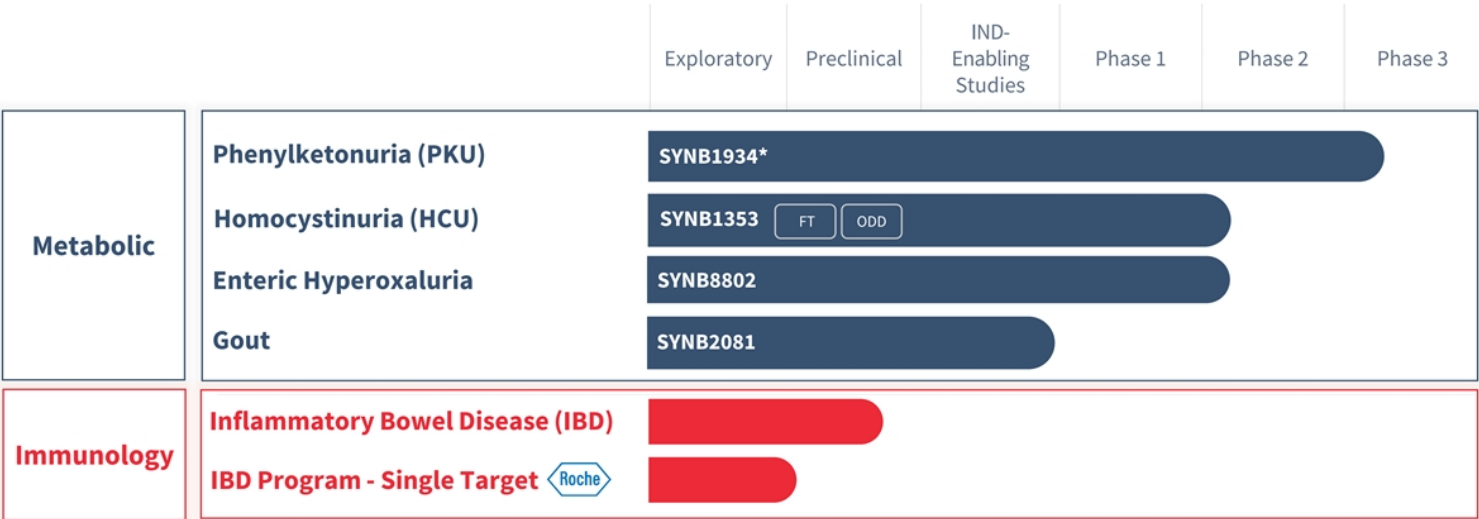 Exploratory
Preclinical
IND-
Enabling
Studies
Phase 1
Phase 2
Phase 3
Metabolic
Phenylketonuria (PKU)
SYNB1934*
Homocystinuria (HCU)
SYNB1353 FT ODD
Enteric Hyperoxaluria
SYNB8802
Gout
SYNB2081
Immunology
Inflammatory Bowel Disease (IBD)
IBD Program - Single Target Roche